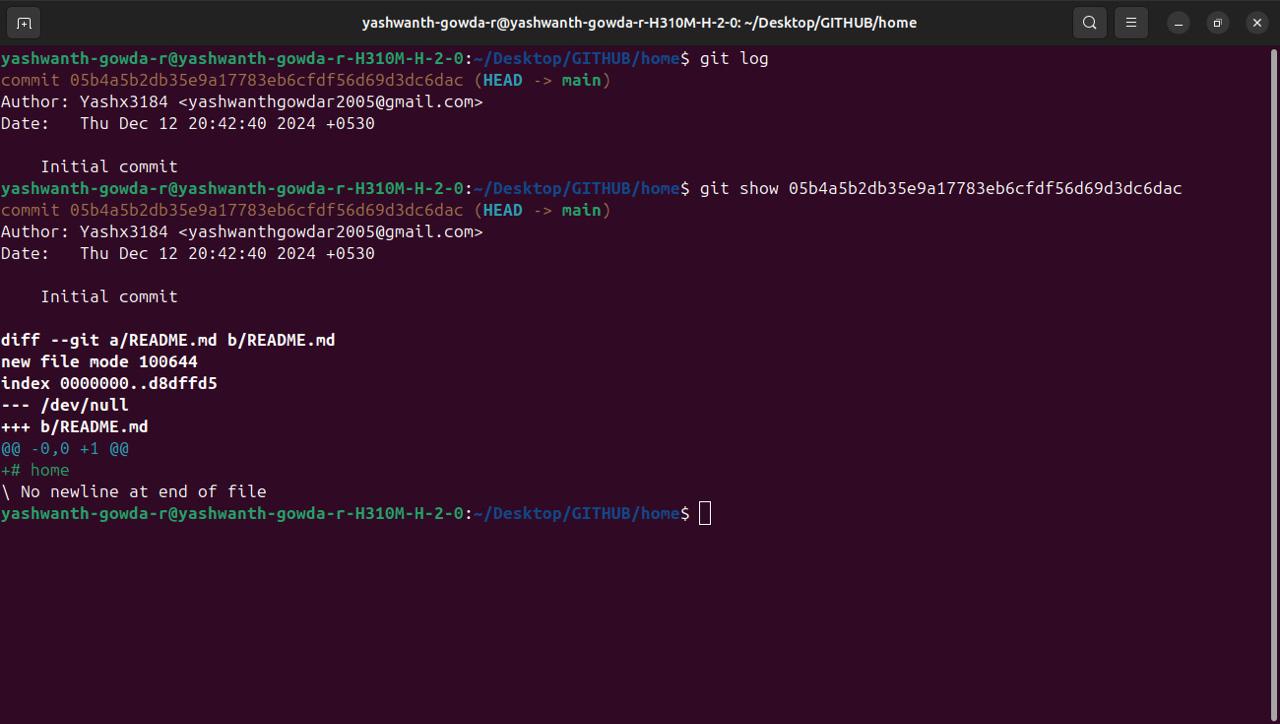 yashwanth-gowda-r@yashwanth-gowda-r-H310M-H-2-0: ~/Desktop/GITHUB/home
yashwanth-gowda-r@yashwanth-gowda-r-H310M-H-2-0:~/Desktop/GITHUB/home$ git log
commit 05b4a5b2db35e9a17783eb6cfdf56d69d3dc6dac (HEAD -> main)
Author: Yashx3184 <yashwanthgowdar2005@gmail.com>
Date:   Thu Dec 12 20:42:40 2024 +0530
    Initial commit
yashwanth-gowda-r@yashwanth-gowda-r-H310M-H-2-0:~/Desktop/GITHUB/home$ git show 05b4a5b2db35e9a17783eb6cfdf56d69d3dc6dac
commit 05b4a5b2db35e9a17783eb6cfdf56d69d3dc6dac (HEAD -> main)
Author: Yashx3184 <yashwanthgowdar2005@gmail.com>
Date:   Thu Dec 12 20:42:40 2024 +0530
    Initial commit
diff --git a/README.md b/README.md
new file mode 100644
index 0000000..d8dffd5
--- /dev/null
+++ b/README.md
@@ -0,0 +1 @@
+# home
\ No newline at end of file
yashwanth-gowda-r@yashwanth-gowda-r-H310M-H-2-0:~/Desktop/GITHUB/home$